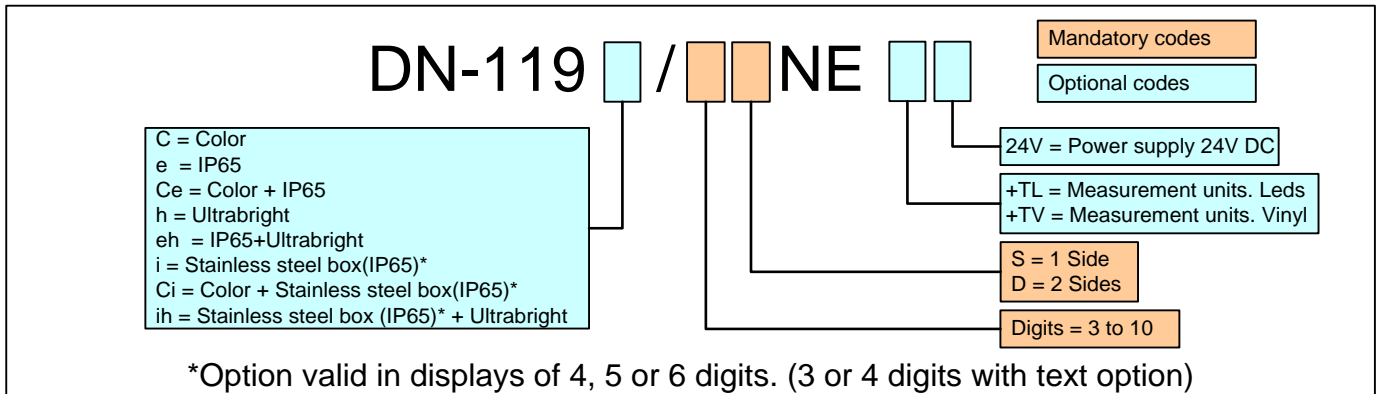 DN-119 / NE
Mandatory codes
Optional codes
C = Color
e = IP65
Ce = Color + IP65
h = Ultrabright
eh = IP65+Ultrabright
i = Stainless steel box(IP65)*
Ci = Color + Stainless steel box(IP65)*
ih = Stainless steel box (IP65)* + Ultrabright
24V = Power supply 24V DC
+TL = Measurement units. Leds
+TV = Measurement units. Vinyl
S = 1 Side
D = 2 Sides
Digits = 3 to 10
*Option valid in displays of 4, 5 or 6 digits. (3 or 4 digits with text option)